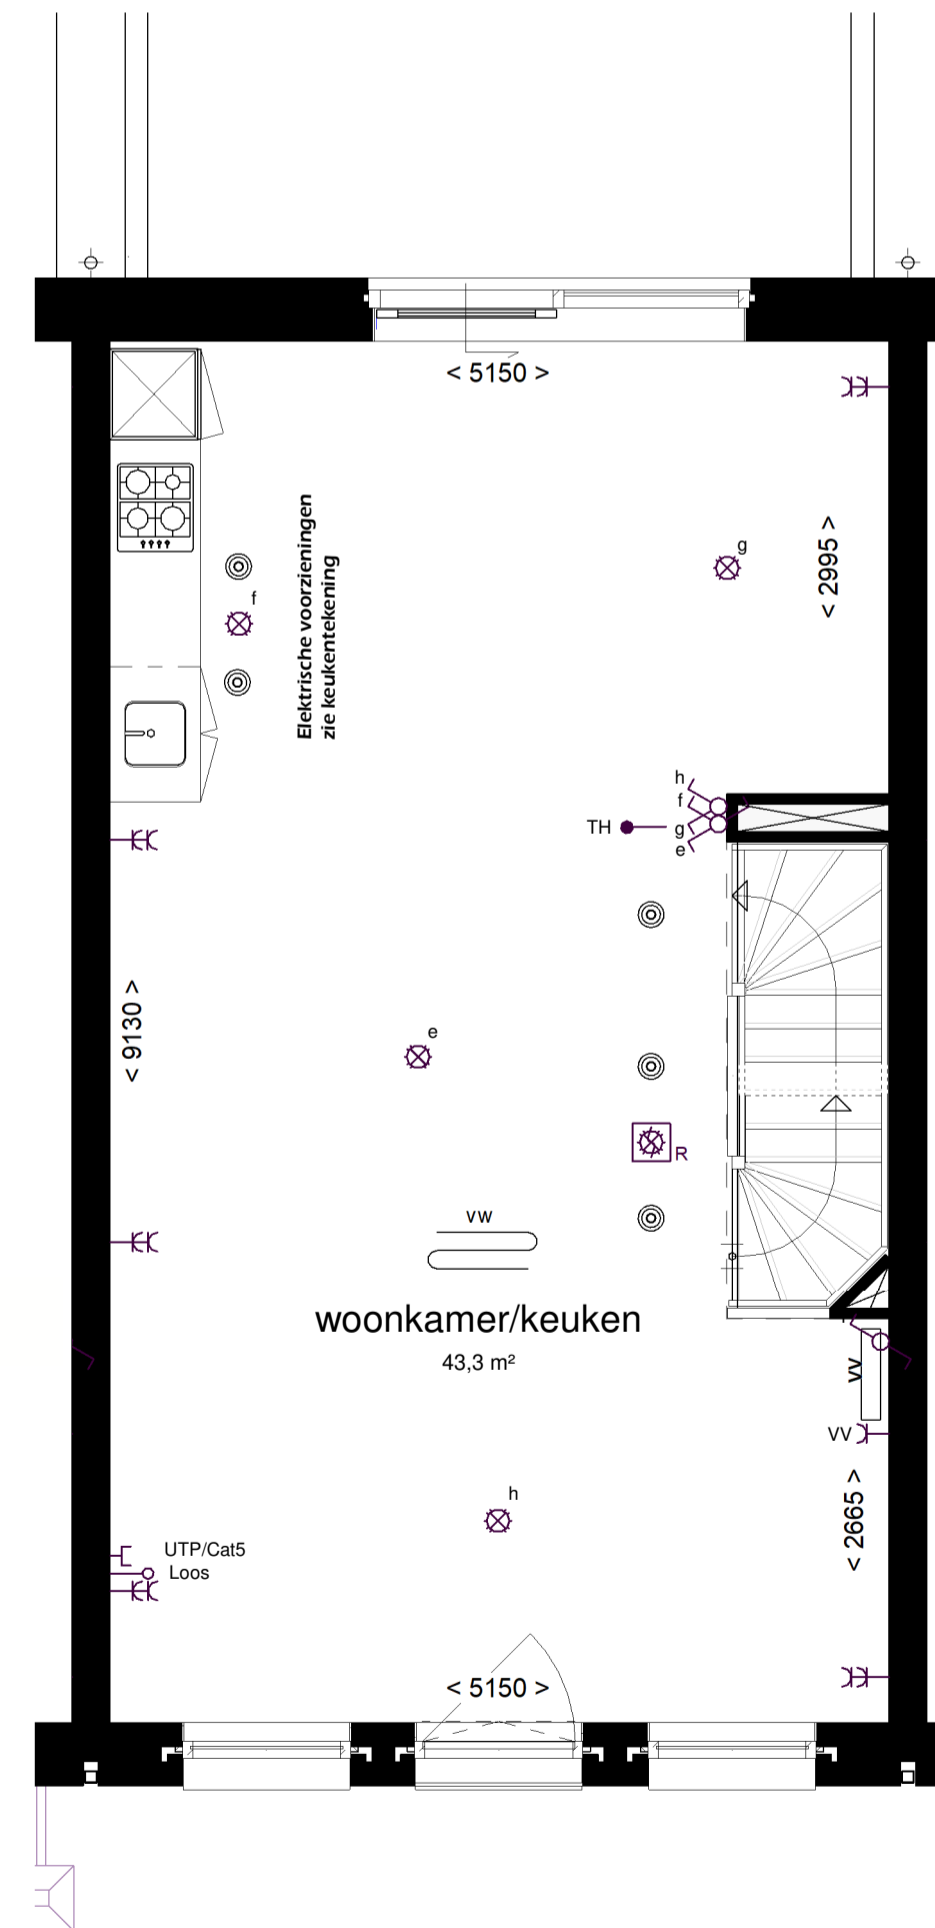 < 5150 >
< 2995 >
g
f
Elektrische voorzieningen
zie keukentekening
h
f
TH
g
e
< 9130 >
e
R
vw
woonkamer/keuken
43,3 m²
vv
VV
< 2665 >
h
UTP/Cat5
Loos
< 5150 >